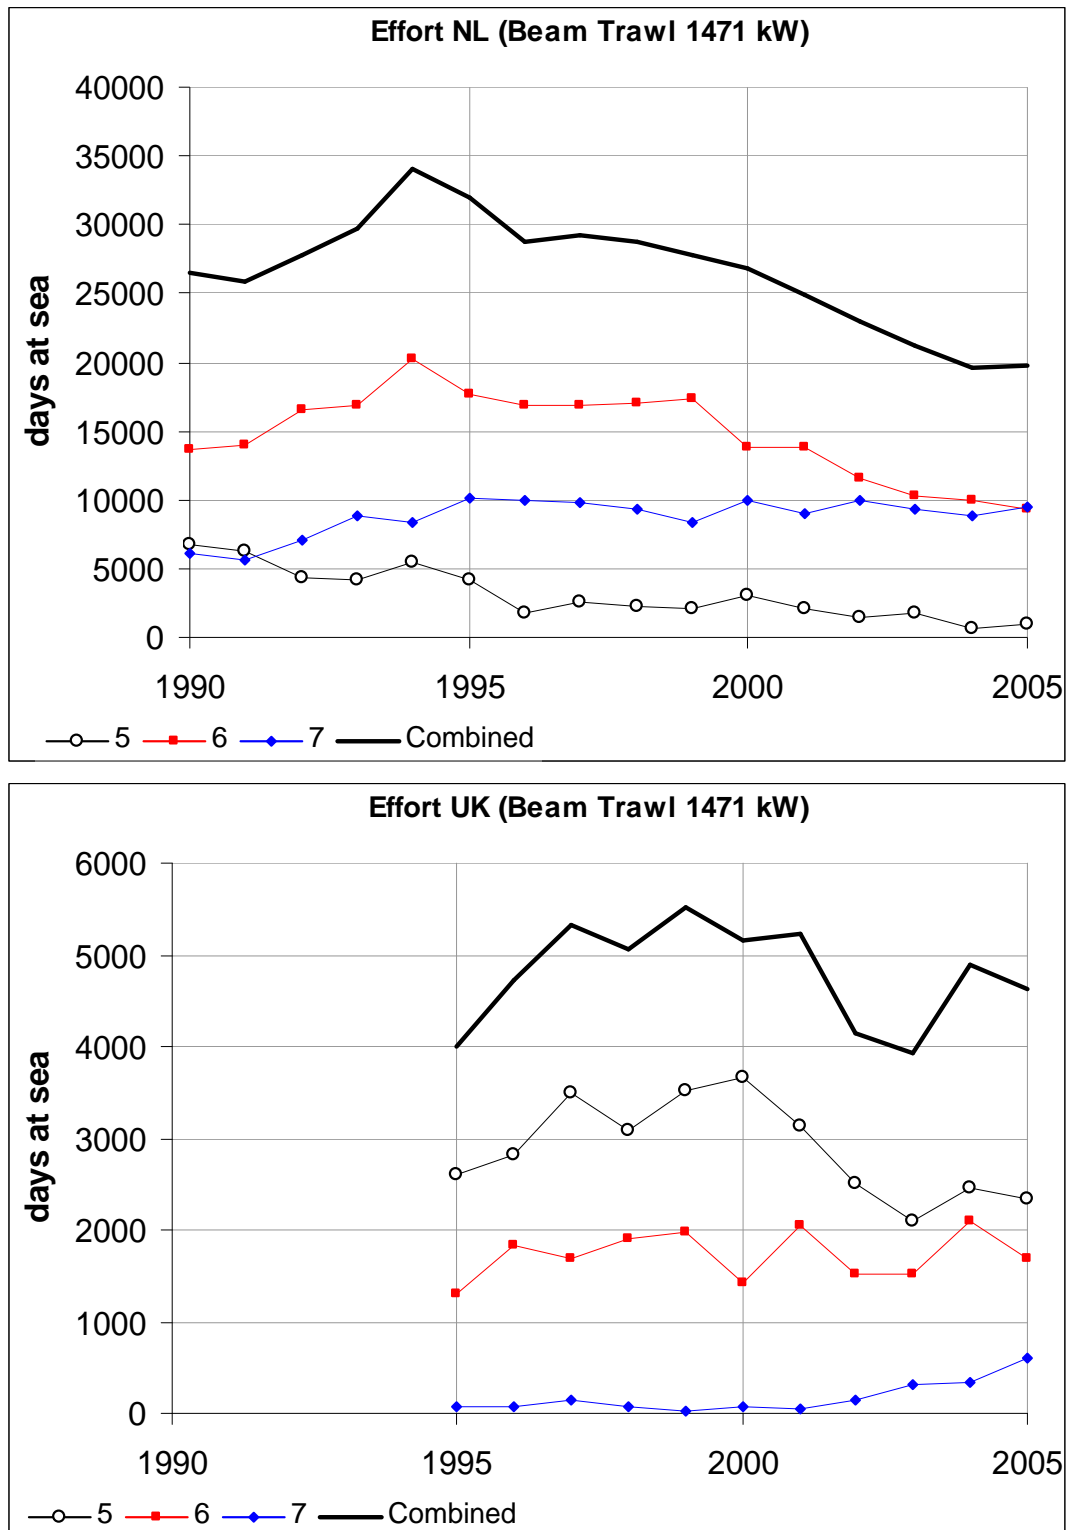 Effort NL (Beam Trawl 1471 kW)
40000
35000
30000
25000
20000
15000
10000
5000
0
days at sea
1990 1995 2000 2005
5 6 7 Combined
Effort UK (Beam Trawl 1471 kW)
6000
5000
4000
3000
2000
1000
0
days at sea
1990 1995 2000 2005
5 6 7 Combined